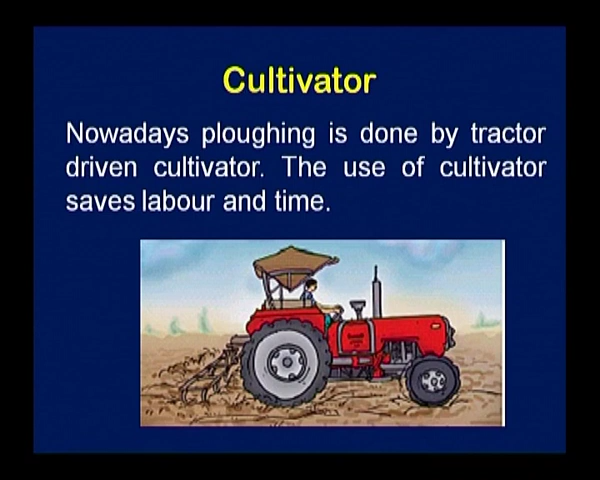 Cultivator
Nowadays ploughing is done by tractor
driven cultivator. The use of cultivator
saves labour and time.